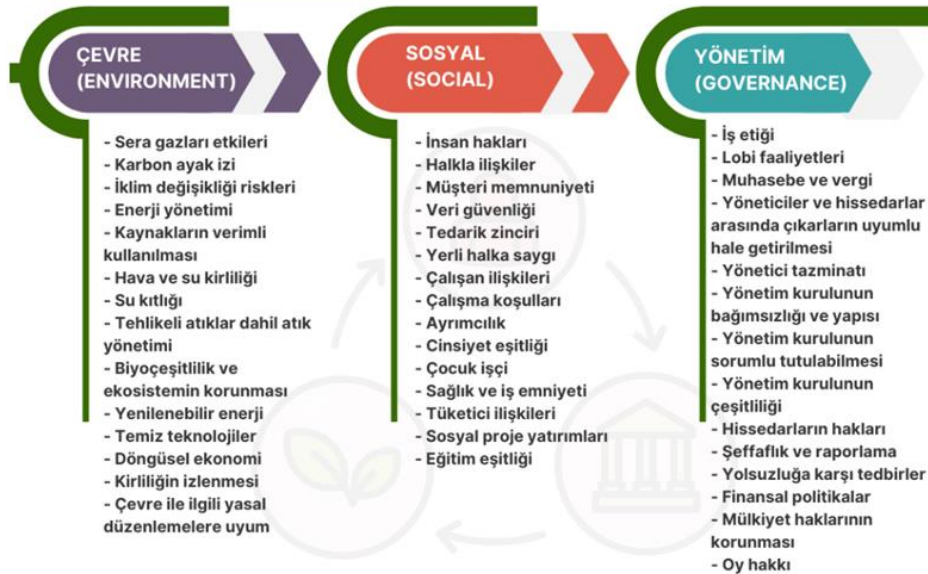 ÇEVRE
(ENVIRONMENT)
- Sera gazları etkileri
- Karbon ayak izi
- İklim değişikliği riskleri
- Enerji yönetimi
- Kaynakların verimli
kullanılması
- Hava ve su kirliliği
- Su kıtlığı
- Tehlikeli atıklar dahil atık
yönetimi
- Biyoçeşitlilik ve
ekosistemin korunması
- Yenilenebilir enerji
- Temiz teknolojiler
- Döngüsel ekonomi
- Kirliliğin izlenmesi
- Çevre ile ilgili yasal
düzenlemelere uyum
SOSYAL
(SOCIAL)
- İnsan hakları
- Halkla ilişkiler
- Müşteri memnuniyeti
- Veri güvenliği
- Tedarik zinciri
- Yerli halka saygı
- Çalışan ilişkileri
- Çalışma koşulları
- Ayrımcılık
- Cinsiyet eşitliği
- Çocuk işçi
- Sağlık ve iş emniyeti
- Tüketici ilişkileri
- Sosyal proje yatırımları
- Eğitim eşitliği
YÖNETİM
(GOVERNANCE)
- İş etiği
- Lobi faaliyetleri
- Muhasebe ve vergi
- Yöneticiler ve hissedarlar
arasında çıkarların uyumlu
hale getirilmesi
- Yönetici tazminatı
- Yönetim kurulunun
bağımsızlığı ve yapısı
- Yönetim kurulunun
sorumlu tutulabilmesi
- Yönetim kurulunun
çeşitliliği
- Hissedarların hakları
- Şeffaflık ve raporlama
- Yolsuzluğa karşı tedbirler
- Finansal politikalar
- Mülkiyet haklarının
korunması
- Oy hakkı